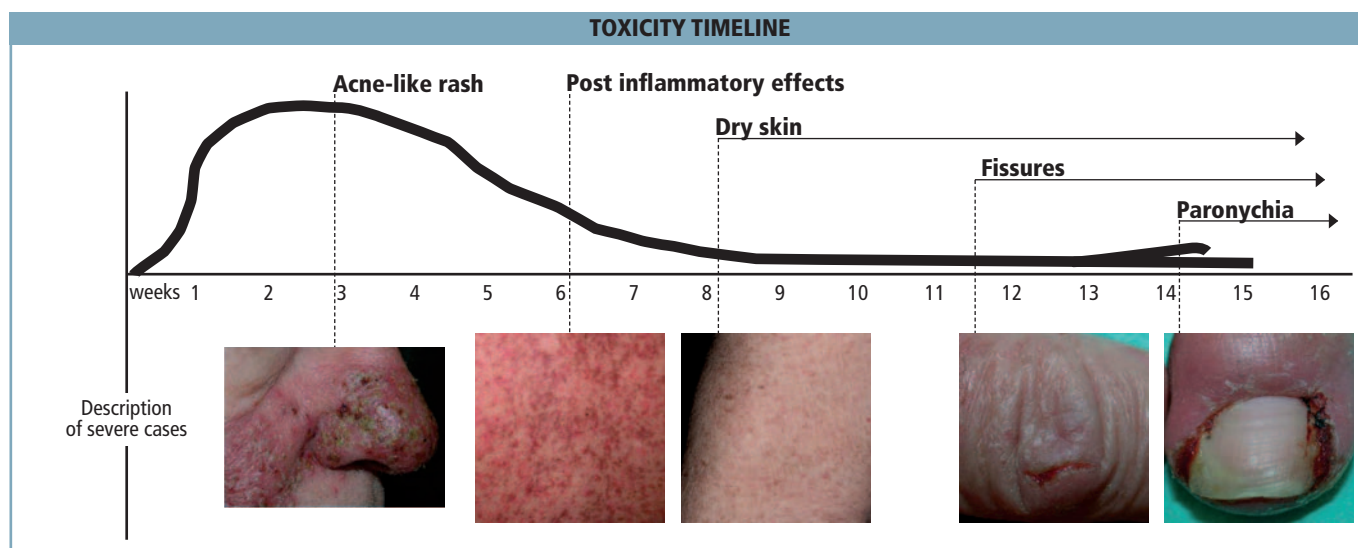 TOXICITY TIMELINE
Acne-like rash
Post inflammatory effects
Dry skin
Fissures
Paronychia
weeks 1 2 3 4 5 6 7 8 9 10 11 12 13 14 15 16
Description
of severe cases